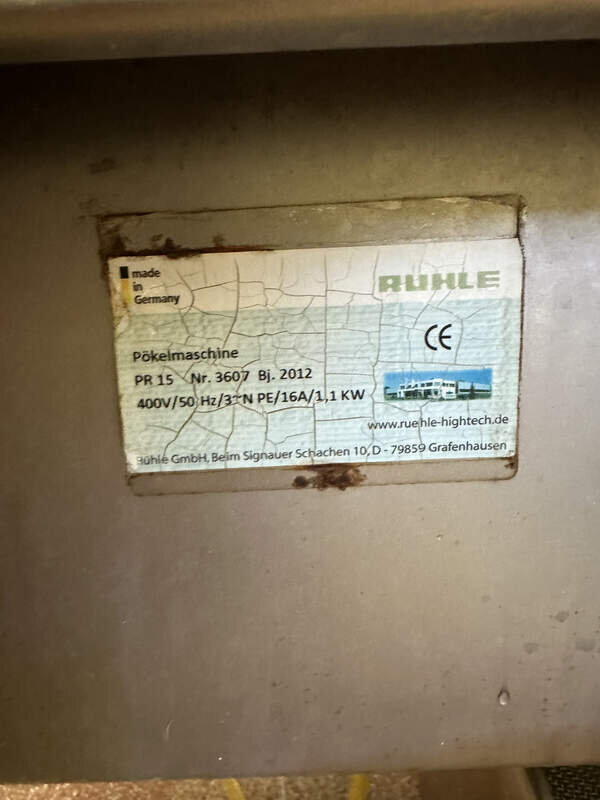 made
in
Germany
RUHLE
CE
Pökelmaschine
PR 15 Nr. 3607 Bj. 2012
400V/50 Hz/3~N PE/16A/1,1 KW
www.ruehle-hightech.de
Rühle GmbH, Beim Signauer Schachen 10, D - 79859 Grafenhausen